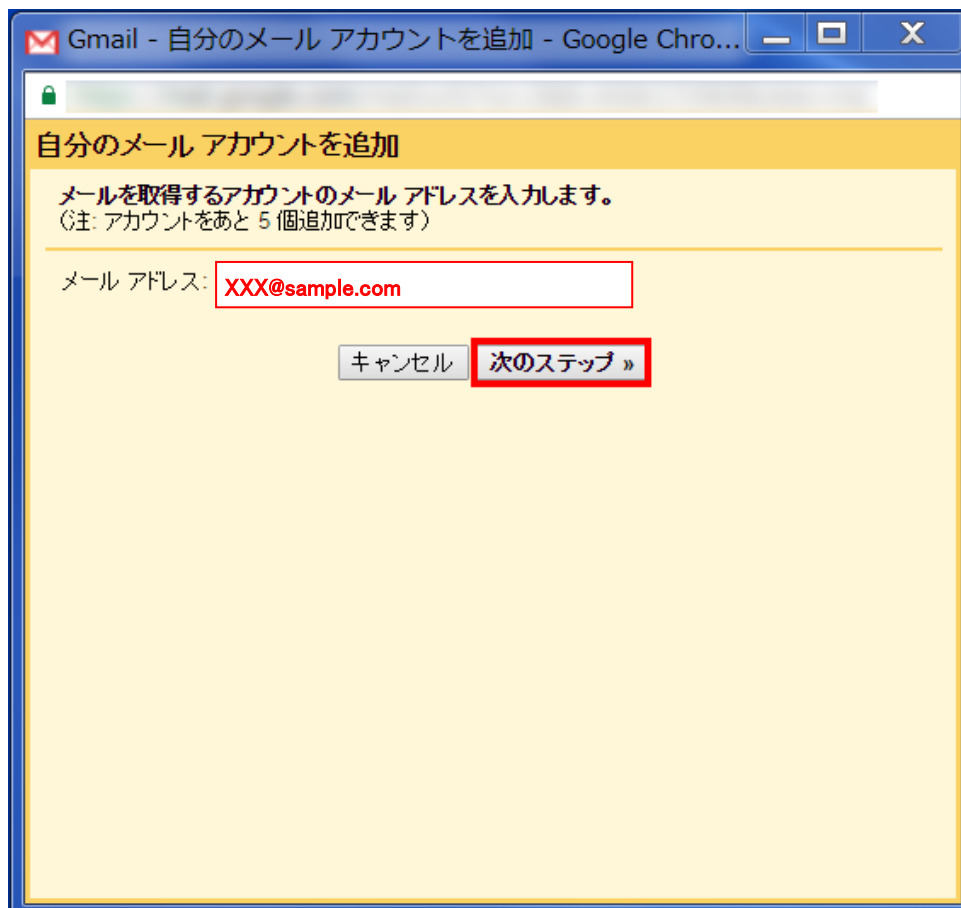 Gmail - 自分のメール アカウントを追加 - Google Chro...
自分のメール アカウントを追加
メールを取得するアカウントのメール アドレスを入力します。
（注: アカウントをあと 5 個追加できます）
メール アドレス: XXX@sample.com
キャンセル 次のステップ »